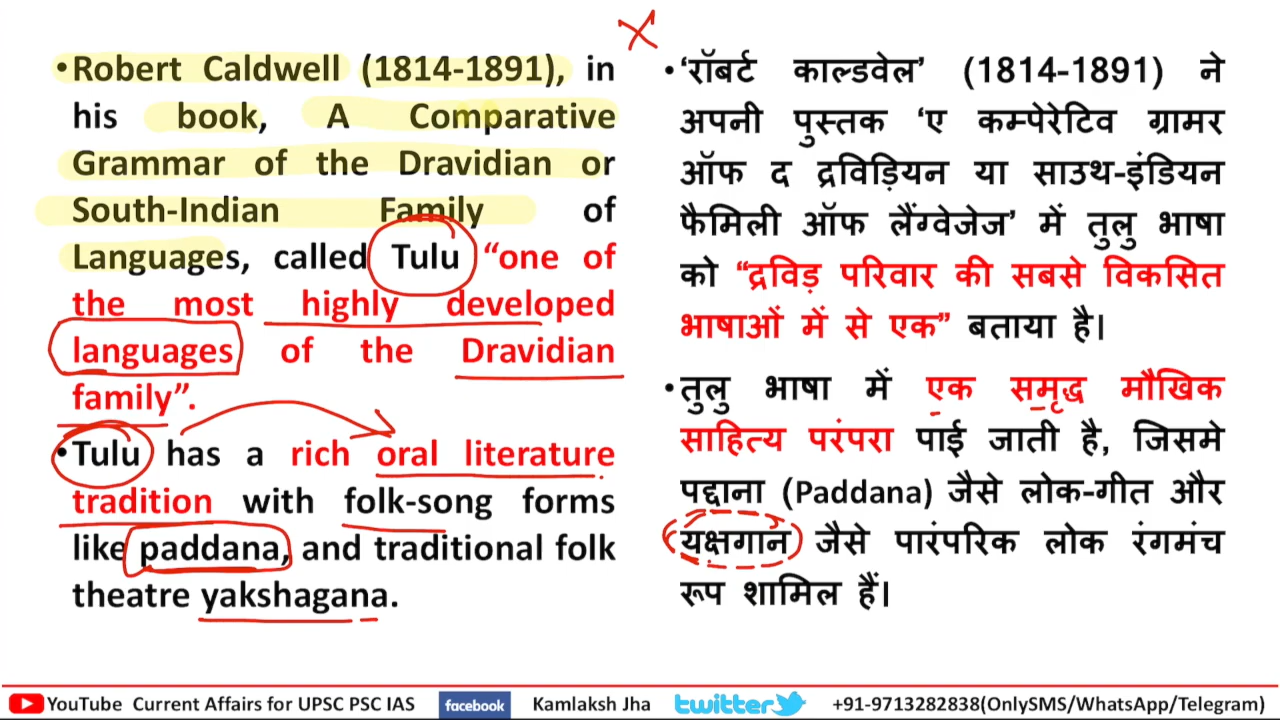 •Robert Caldwell (1814-1891), in
his book, A Comparative
Grammar of the Dravidian or
South-Indian Family of
Languages, called Tulu “one of
the most highly developed
languages of the Dravidian
family”.
•Tulu has a rich oral literature
tradition with folk-song forms
like paddana, and traditional folk
theatre yakshagana.
•‘रॉबर्ट काल्डवेल’ (1814-1891) ने
अपनी पुस्तक ‘ए कम्पेरेटिव ग्रामर
ऑफ द द्रविड़ियन या साउथ-इंडियन
फैमिली ऑफ लैंग्वेजेज’ में तुलु भाषा
को “द्रविड़ परिवार की सबसे विकसित
भाषाओं में से एक” बताया है।
•तुलु भाषा में एक समृद्ध मौखिक
साहित्य परंपरा पाई जाती है, जिसमे
पद्दाना (Paddana) जैसे लोक-गीत और
यक्षगान जैसे पारंपरिक लोक रंगमंच
रूप शामिल हैं।
YouTube Current Affairs for UPSC PSC IAS facebook Kamlaksh Jha twitter +91-9713282838(OnlySMS/WhatsApp/Telegram)